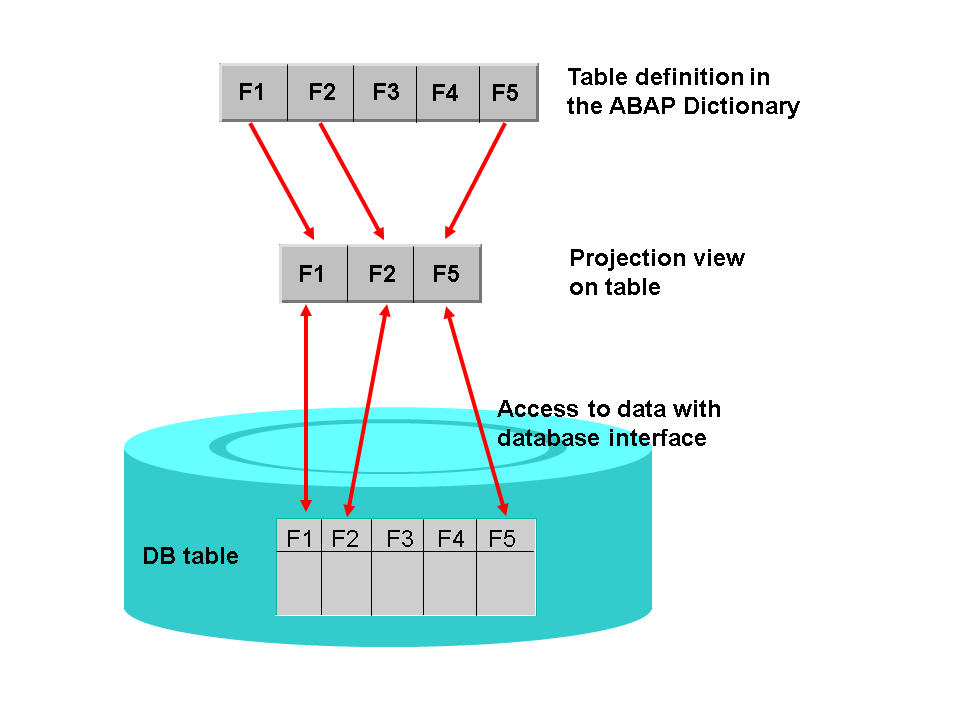 F1 F2 F3 F4 F5
Table definition in
the ABAP Dictionary
F1 F2 F5
Projection view
on table
Access to data with
database interface
DB table
F1 F2 F3 F4 F5